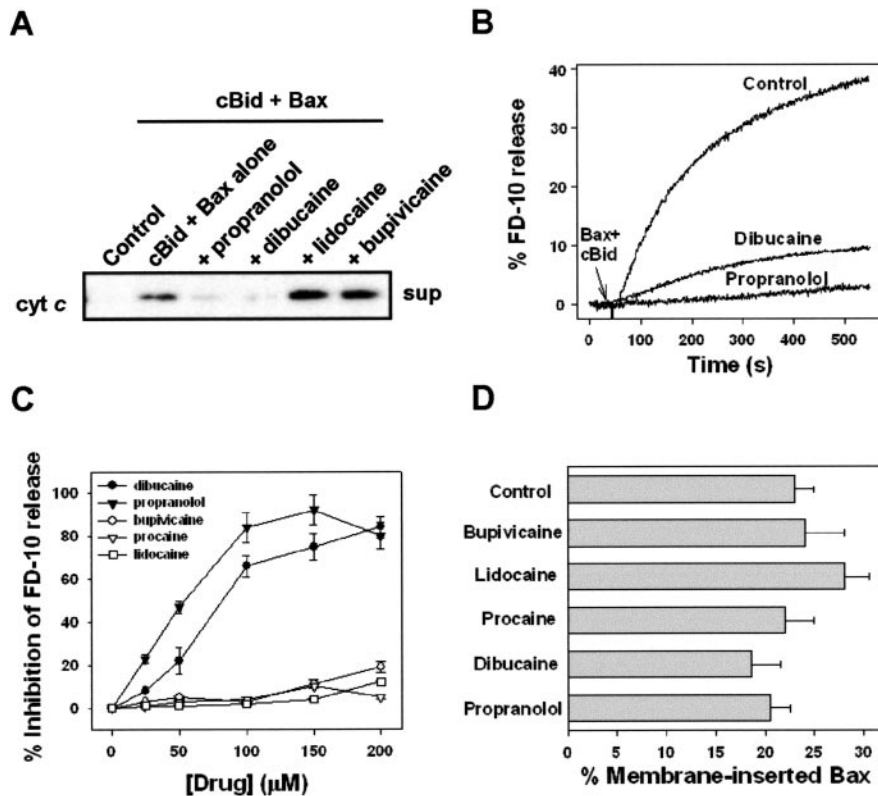 A
cBid + Bax
Control
cBid + Bax alone
+ propranolol
+ dibucaine
+ lidocaine
+ bupivicaine
cyt c
sup
B
% FD-10 release
40
30
20
10
0
Control
Bax+
cBid
Dibucaine
Propranolol
0 100 200 300 400 500
Time (s)
C
% Inhibition of FD-10 release
100
80
60
40
20
0
dibucaine
propranolol
bupivicaine
procaine
lidocaine
0 50 100 150 200
[Drug] (μM)
D
Control
Bupivicaine
Lidocaine
Procaine
Dibucaine
Propranolol
0 5 10 15 20 25 30
% Membrane-inserted Bax